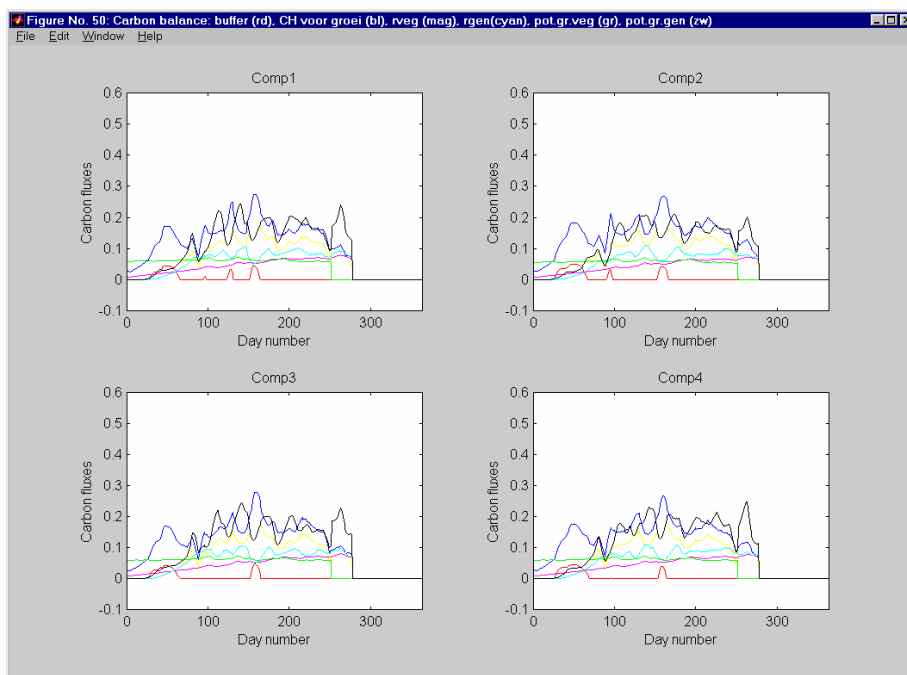 Figure No. 50: Carbon balance: buffer (rd), CH voor groei (bl), rveg (mag), rgen(cyan), pot.gr.veg (gr), pot.gr.gen (zw)
File Edit Window Help
Comp1
0.6
0.5
0.4
0.3
0.2
0.1
0
-0.1
Carbon fluxes
0 100 200 300
Day number
Comp2
0.6
0.5
0.4
0.3
0.2
0.1
0
-0.1
Carbon fluxes
0 100 200 300
Day number
Comp3
0.6
0.5
0.4
0.3
0.2
0.1
0
-0.1
Carbon fluxes
0 100 200 300
Day number
Comp4
0.6
0.5
0.4
0.3
0.2
0.1
0
-0.1
Carbon fluxes
0 100 200 300
Day number